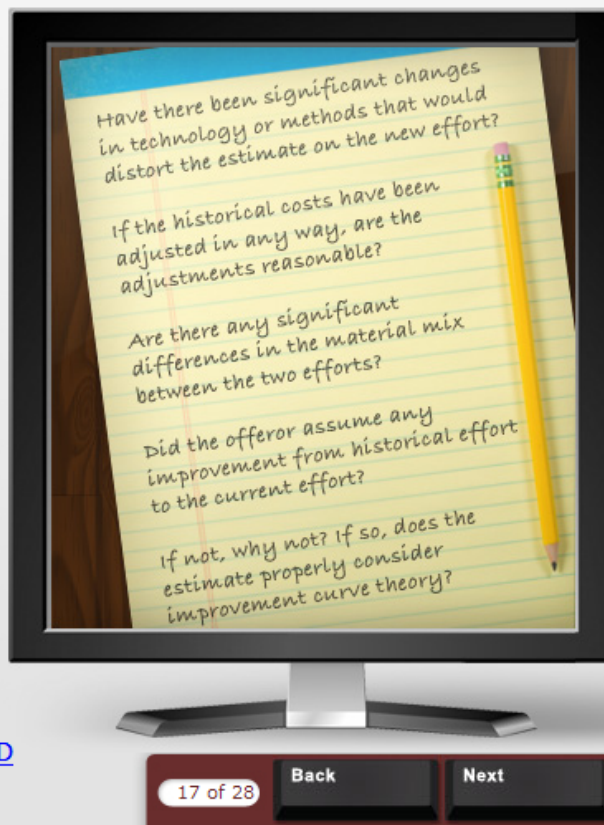 Have there been significant changes
in technology or methods that would
distort the estimate on the new effort?
If the historical costs have been
adjusted in any way, are the
adjustments reasonable?
Are there any significant
differences in the material mix
between the two efforts?
Did the offeror assume any
improvement from historical effort
to the current effort?
If not, why not? If so, does the
estimate properly consider
improvement curve theory?
D
17 of 28
Back
Next